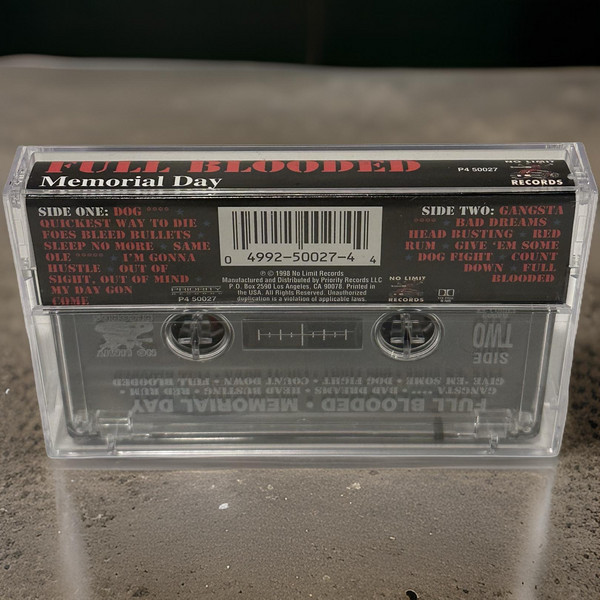 FULL BLOODED
Memorial Day
P4 50027
NO LIMIT
RECORDS
SIDE ONE: DOG ****
QUICKEST WAY TO DIE
FOES BLEED BULLETS
SLEEP NO MORE * SAME
OLE ***** * I'M GONNA
HUSTLE * OUT OF
SIGHT, OUT OF MIND
MY DAY GON
COME
0 4992-50027-4 4
℗ © 1998 No Limit Records
Manufactured and Distributed by Priority Records LLC
P.O. Box 2590 Los Angeles, CA 90078. Printed in
the USA. All Rights Reserved. Unauthorized
duplication is a violation of applicable laws.
PRIORITY
P4 50027
NO LIMIT
RECORDS
SIDE TWO: GANGSTA
**** * BAD DREAMS *
HEAD BUSTING * RED
RUM * GIVE 'EM SOME
DOG FIGHT * COUNT
DOWN * FULL
BLOODED
SIDE
TWO
FULL BLOODED • MEMORIAL DAY
GANGSTA **** • BAD DREAMS • HEAD BUSTING • RED RUM •
GIVE 'EM SOME • DOG FIGHT • COUNT DOWN • FULL BLOODED
NO LIMIT